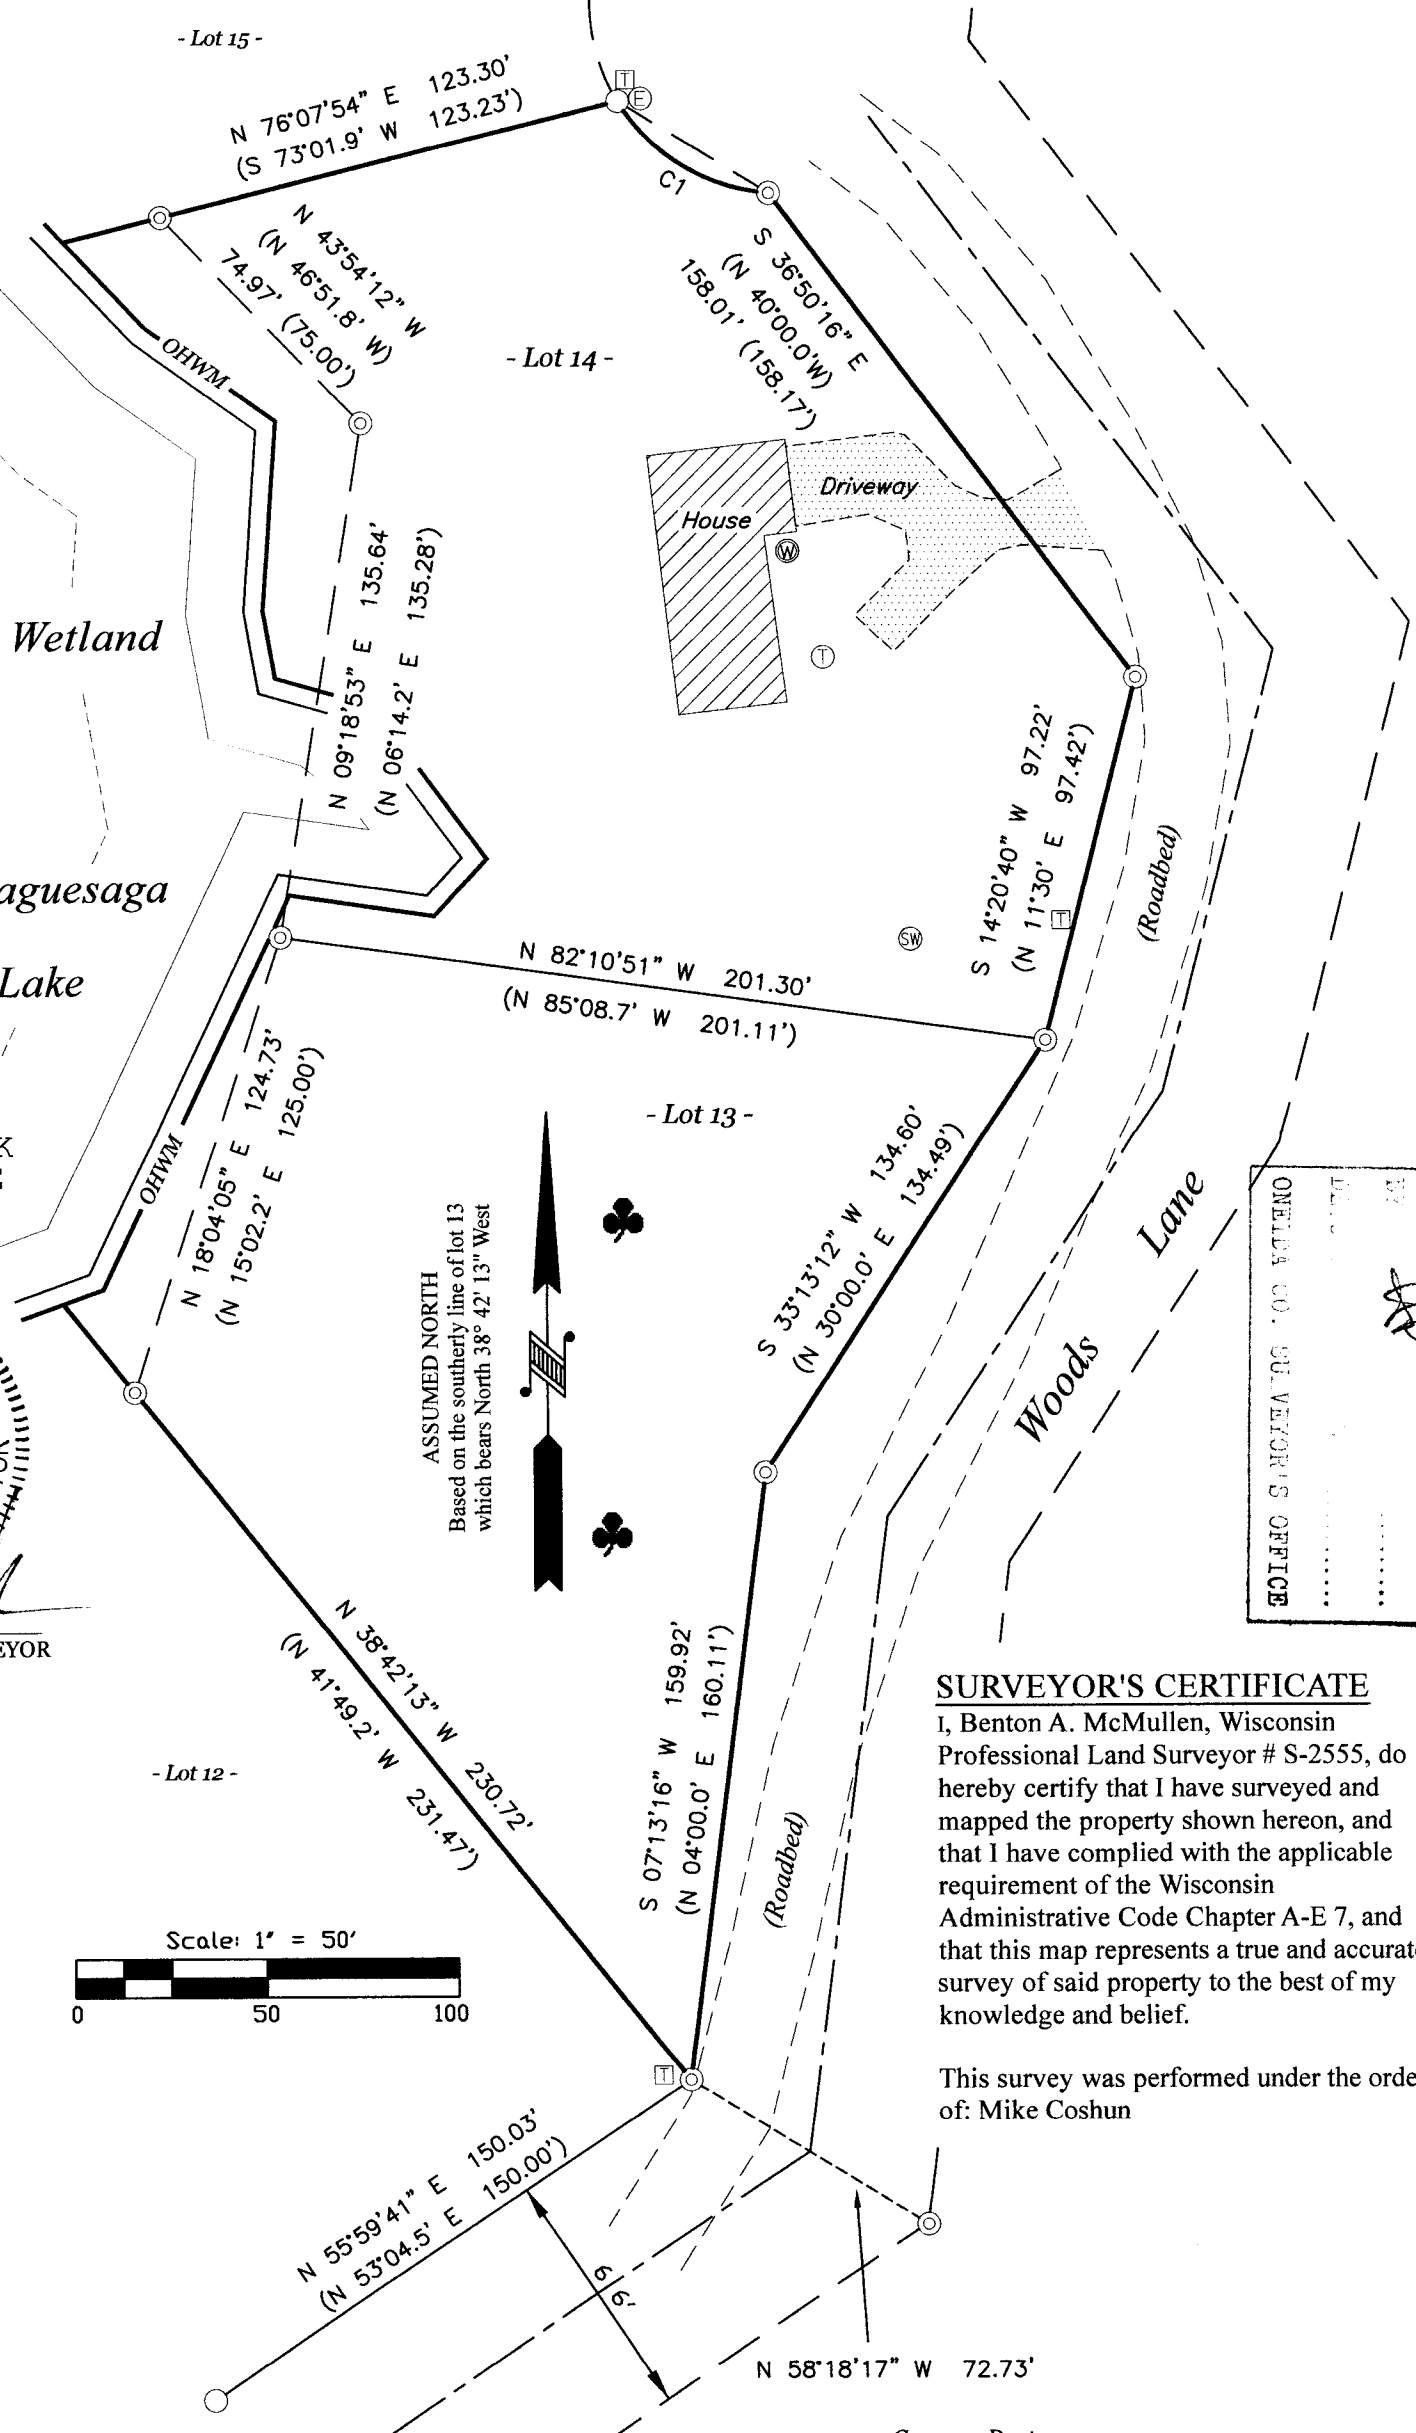 - Lot 15 -
N 76°07'54" E 123.30'
(S 73°01.9' W 123.23')
T
E
C1
N 43°54'12" W
(N 46°51.8' W)
74.97' (75.00')
S 36°50'16" E
(N 40°00.0'W)
158.01' (158.17')
OHWM
- Lot 14 -
Driveway
House
W
T
Wetland
N 09°18'53" E 135.64'
(N 06°14.2' E 135.28')
S 14°20'40" W 97.22'
(N 11°30' E 97.42')
T
(Roadbed)
aguesaga
Lake
SW
N 82°10'51" W 201.30'
(N 85°08.7' W 201.11')
N 18°04'05" E 124.73'
(N 15°02.2' E 125.00')
OHWM
- Lot 13 -
S 33°13'12" W 134.60'
(N 30°00.0' E 134.49')
ASSUMED NORTH
Based on the southerly line of lot 13
which bears North 38° 42' 13" West
Woods Lane
ONEIDA CO. SURVEYOR'S OFFICE
EYOR
N 38°42'13" W 230.72'
(N 41°49.2' W 231.47')
S 07°13'16" W 159.92'
(N 04°00.0' E 160.11')
(Roadbed)
- Lot 12 -
SURVEYOR'S CERTIFICATE
I, Benton A. McMullen, Wisconsin
Professional Land Surveyor # S-2555, do
hereby certify that I have surveyed and
mapped the property shown hereon, and
that I have complied with the applicable
requirement of the Wisconsin
Administrative Code Chapter A-E 7, and
that this map represents a true and accurat
survey of said property to the best of my
knowledge and belief.
This survey was performed under the orde
of: Mike Coshun
Scale: 1" = 50'
0 50 100
T
N 55°59'41" E 150.03'
(N 53°04.5' E 150.00')
66'
N 58°18'17" W 72.73'